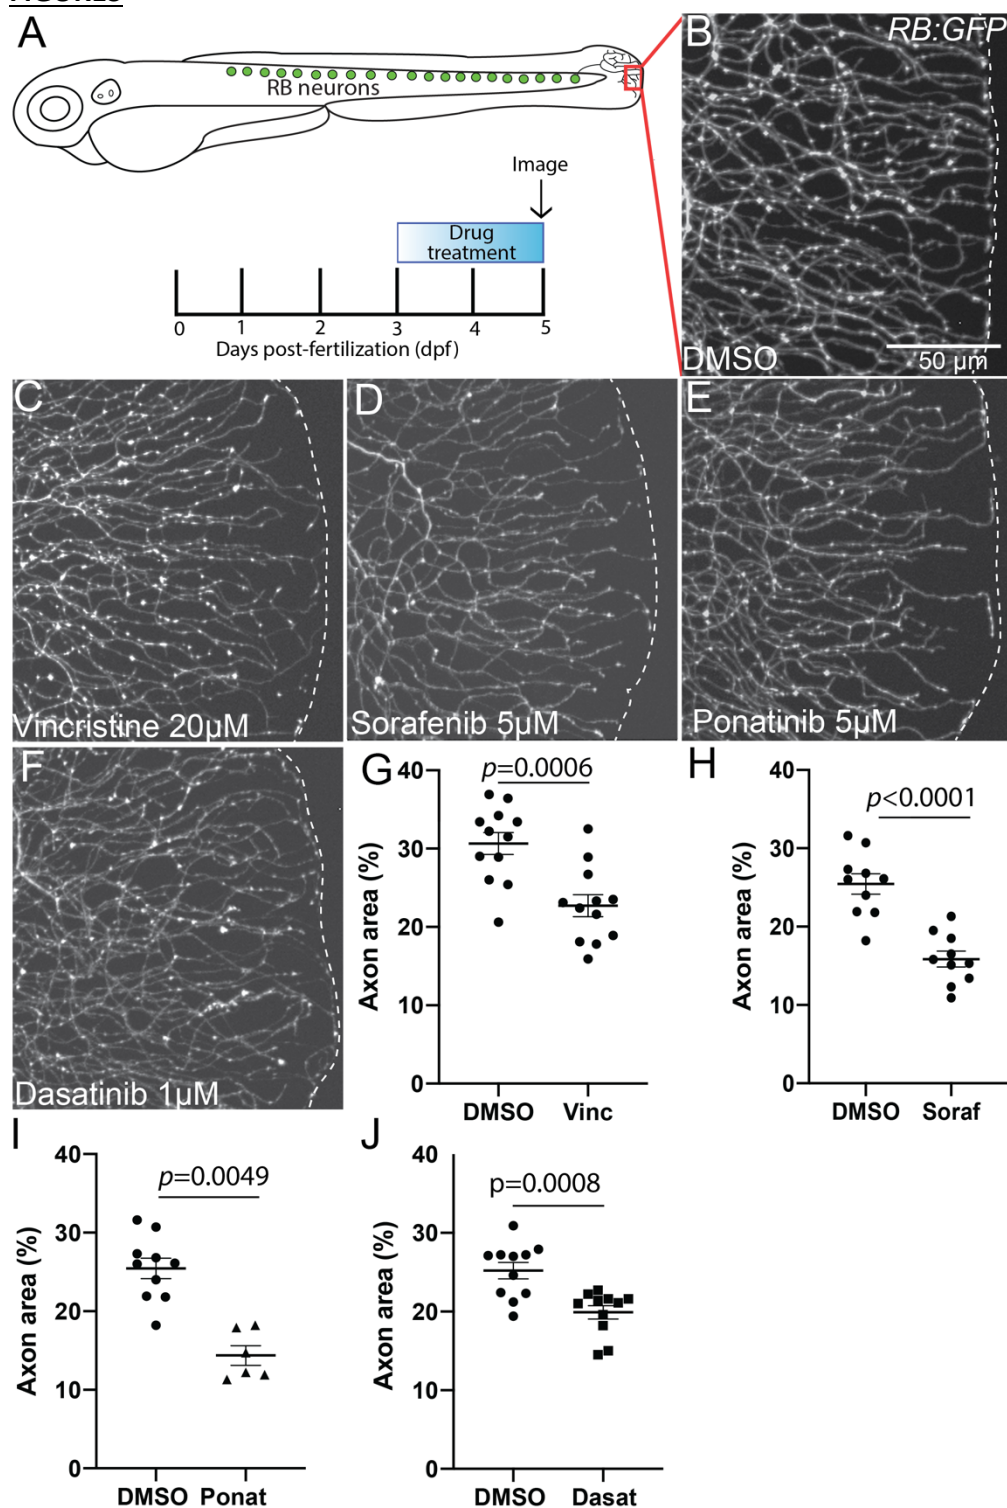 FIGURES
A
RB neurons
Image
Drug
treatment
0 1 2 3 4 5
Days post-fertilization (dpf)
B
RB:GFP
DMSO
50 µm
C
Vincristine 20µM
D
Sorafenib 5µM
E
Ponatinib 5µM
F
Dasatinib 1µM
G
p=0.0006
Axon area (%)
40
30
20
10
0
DMSO Vinc
H
p<0.0001
Axon area (%)
40
30
20
10
0
DMSO Soraf
I
p=0.0049
Axon area (%)
40
30
20
10
0
DMSO Ponat
J
p=0.0008
Axon area (%)
40
30
20
10
0
DMSO Dasat